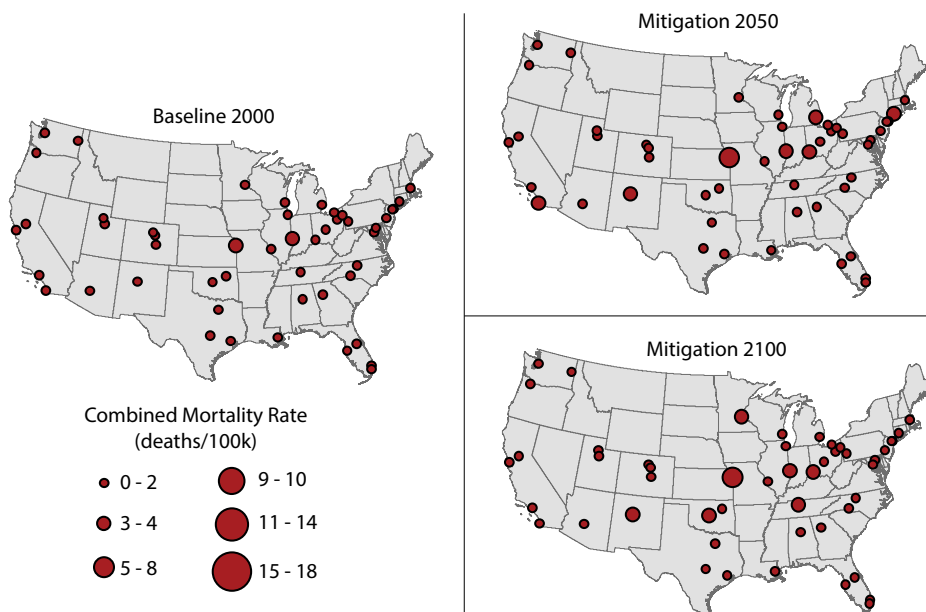 Baseline 2000
Combined Mortality Rate
(deaths/100k)
0 - 2
3 - 4
5 - 8
9 - 10
11 - 14
15 - 18
Mitigation 2050
Mitigation 2100